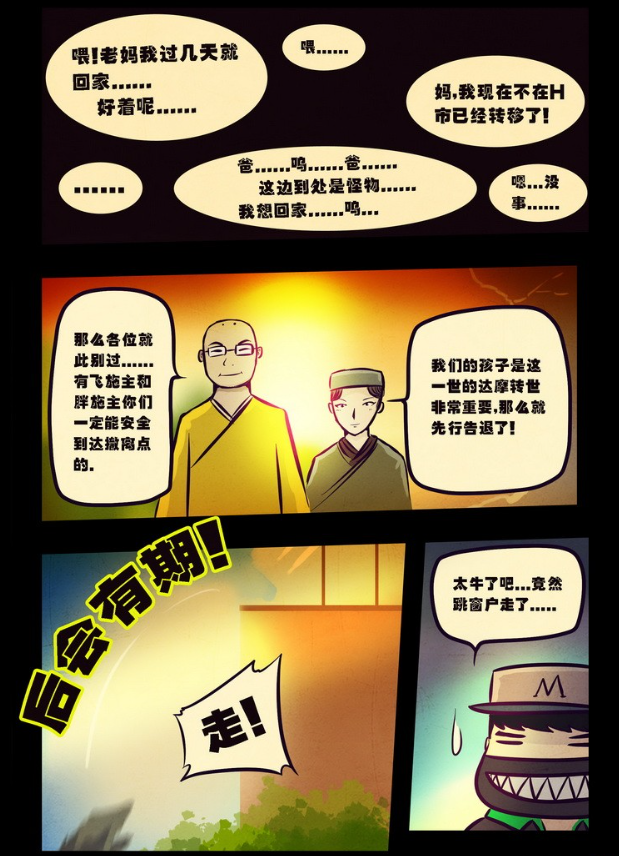 喂！老妈我过几天就
回家......
好着呢......
喂......
妈，我现在不在H
市已经转移了！
......
爸......呜......爸......
这边到处是怪物......
我想回家......呜...
嗯...没
事......
那么各位就
此别过......
有飞施主和
胖施主你们
一定能安全
到达撤离点
的.
我们的孩子是这
一世的达摩转世
非常重要，那么就
先行告退了！
后会有期！
走！
太牛了吧...竟然
跳窗户走了.....
M